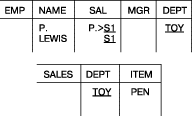 EMP NAME SAL MGR DEPT
P. P.>S1 TOY
LEWIS S1
SALES DEPT ITEM
TOY PEN